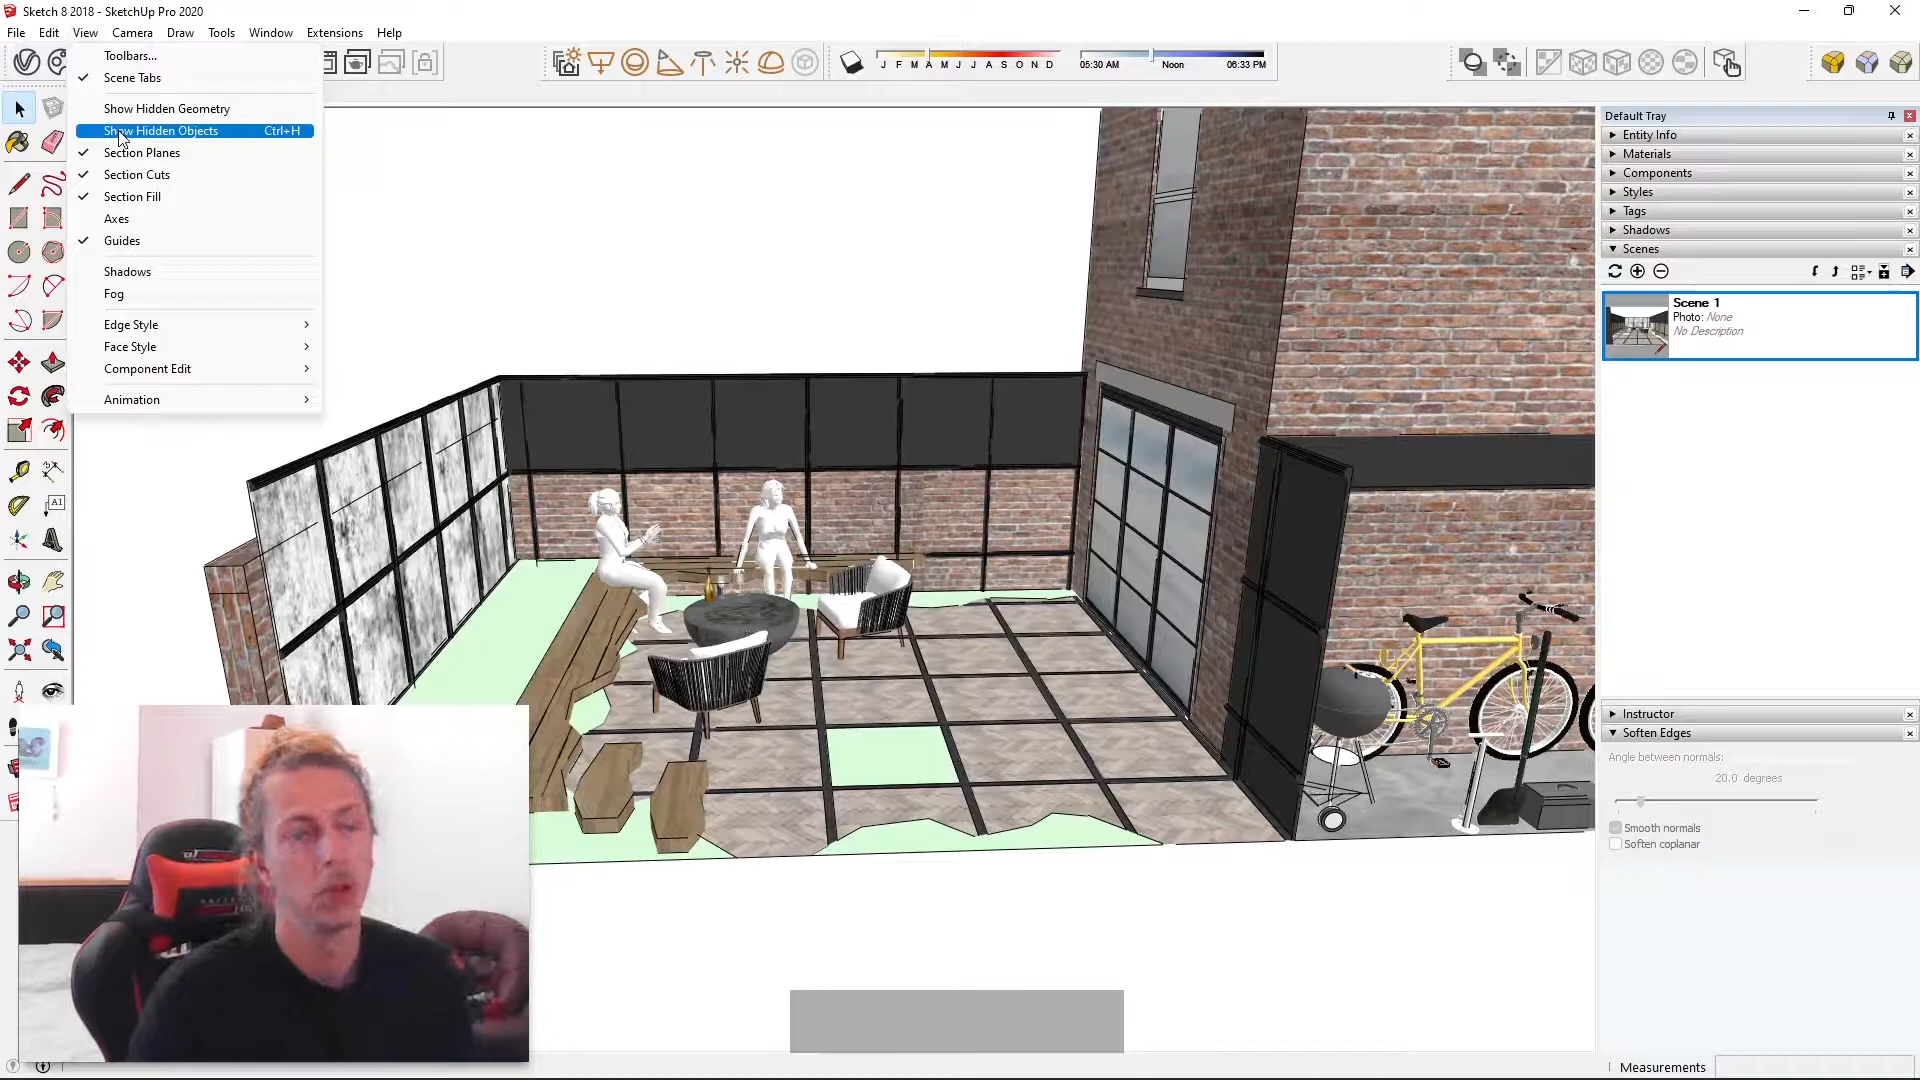 Sketch 8 2018 - SketchUp Pro 2020
File Edit View Camera Draw Tools Window Extensions Help
Toolbars...
Scene Tabs
Show Hidden Geometry
Show Hidden Objects Ctrl+H
Section Planes
Section Cuts
Section Fill
Axes
Guides
Shadows
Fog
Edge Style
Face Style
Component Edit
Animation
J F M A M J J A S O N D
05:30 AM Noon 06:33 PM
A1
Default Tray
Entity Info
Materials
Components
Styles
Tags
Shadows
Scenes
Scene 1
Photo: None
No Description
Instructor
Soften Edges
Angle between normals:
20.0 degrees
Smooth normals
Soften coplanar
Measurements